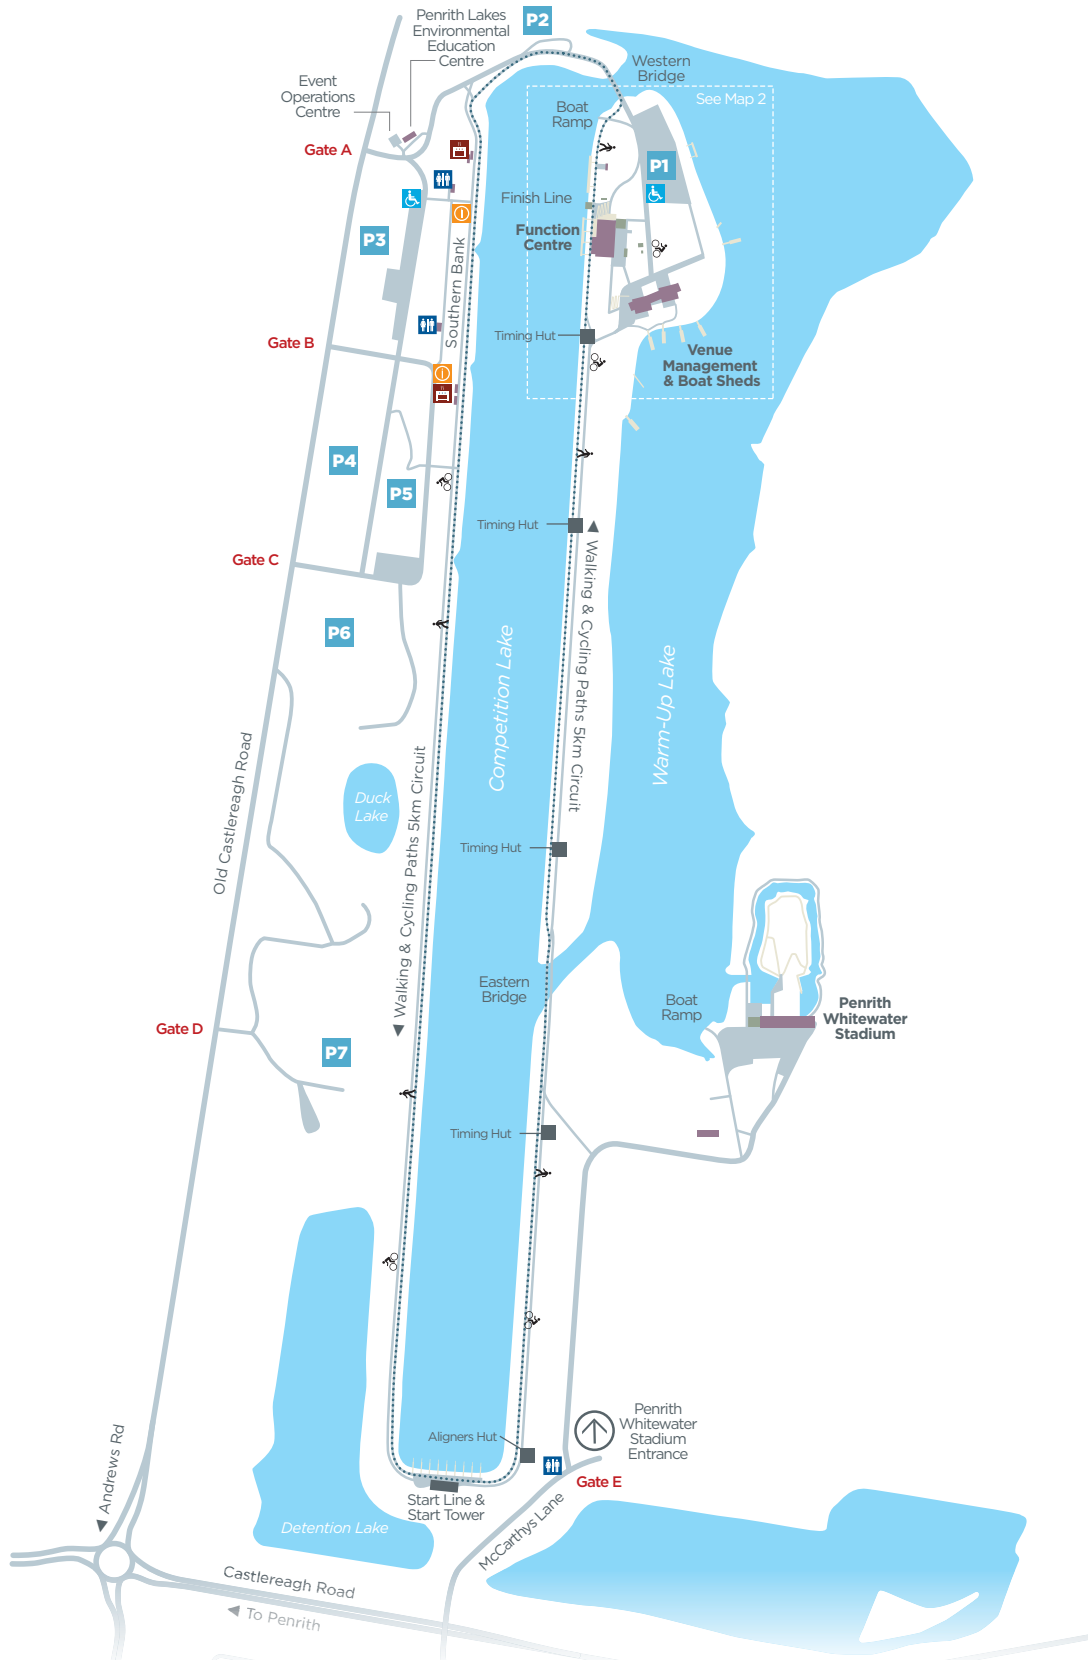 Penrith Lakes
Environmental
Education
Centre
P2
Western
Bridge
See Map 2
Event
Operations
Centre
Boat
Ramp
Gate A
P1
Finish Line
Function
Centre
P3
Southern Bank
Timing Hut
Gate B
Venue
Management
& Boat Sheds
P4
P5
Timing Hut
Gate C
Walking & Cycling Paths 5km Circuit
P6
Competition Lake
Warm-Up Lake
Old Castlereagh Road
Duck
Lake
Walking & Cycling Paths 5km Circuit
Timing Hut
Eastern
Bridge
Boat
Ramp
Penrith
Whitewater
Stadium
Gate D
P7
Timing Hut
Penrith
Whitewater
Stadium
Entrance
Aligners Hut
Andrews Rd
Gate E
Start Line &
Start Tower
Detention Lake
McCarthys Lane
Castlereagh Road
To Penrith